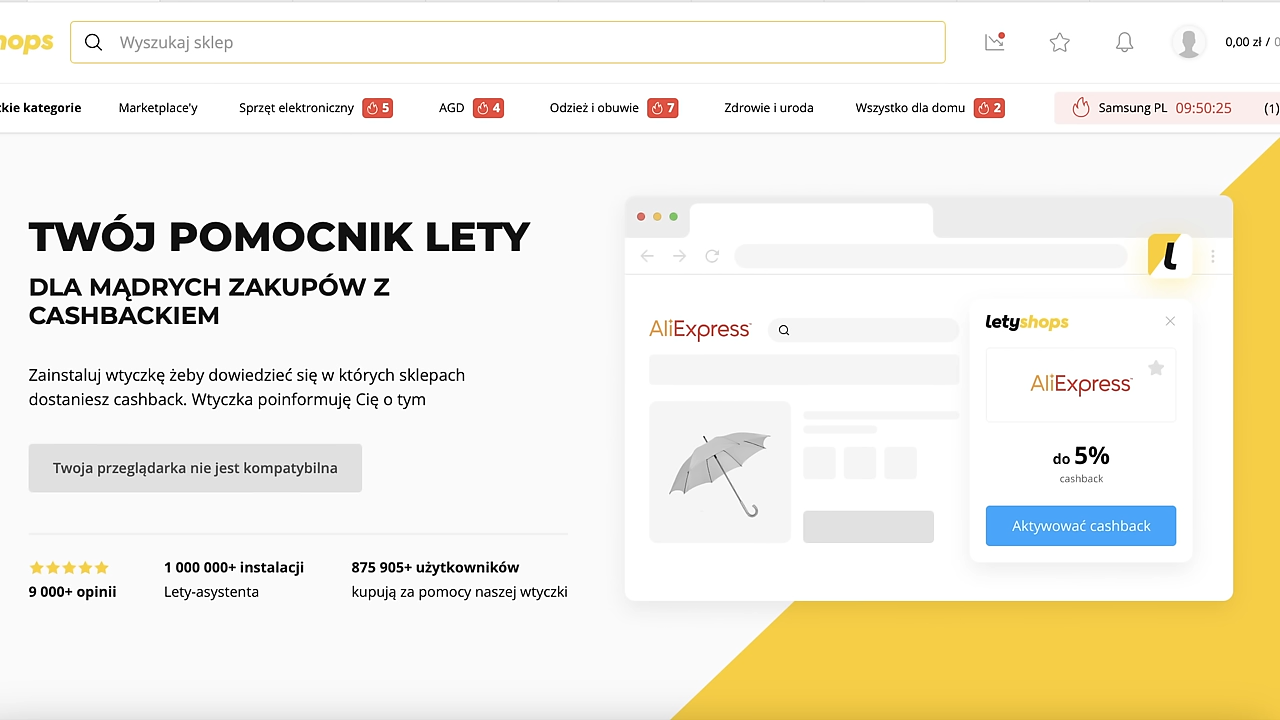 hops
Wyszukaj sklep
0,00 zł /
kie kategorie
Marketplace'y
Sprzęt elektroniczny 5
AGD 4
Odzież i obuwie 7
Zdrowie i uroda
Wszystko dla domu 2
Samsung PL 09:50:25 (1)
TWÓJ POMOCNIK LETY
DLA MĄDRYCH ZAKUPÓW Z
CASHBACKIEM
Zainstaluj wtyczkę żeby dowiedzieć się w których sklepach
dostaniesz cashback. Wtyczka poinformuję Cię o tym
Twoja przeglądarka nie jest kompatybilna
9 000+ opinii
1 000 000+ instalacji
Lety-asystenta
875 905+ użytkowników
kupują za pomocy naszej wtyczki
l
AliExpress
letyshops
AliExpress
do 5%
cashback
Aktywować cashback